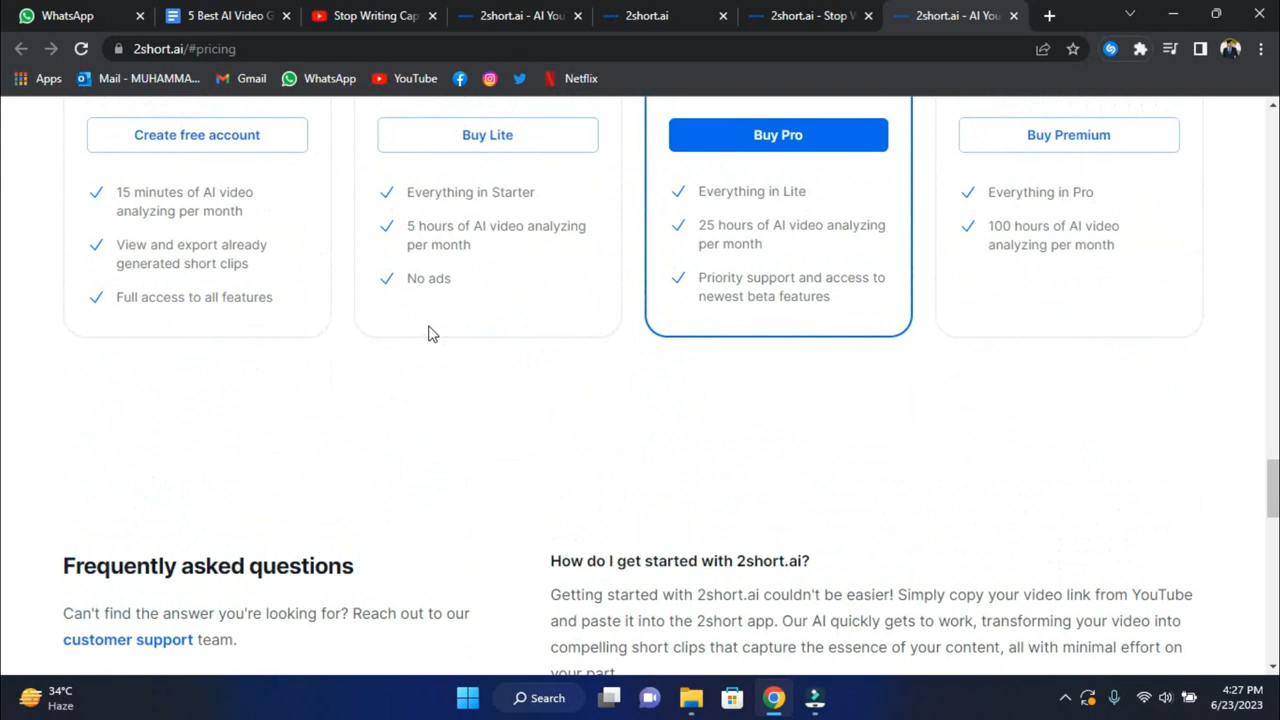 WhatsApp
5 Best AI Video G
Stop Writing Cap
2short.ai - AI You
2short.ai
2short.ai - Stop W
2short.ai - AI You
2short.ai/#pricing
Apps
Mail - MUHAMMA...
Gmail
WhatsApp
YouTube
Netflix
Create free account
15 minutes of AI video
analyzing per month
View and export already
generated short clips
Full access to all features
Buy Lite
Everything in Starter
5 hours of AI video analyzing
per month
No ads
Buy Pro
Everything in Lite
25 hours of AI video analyzing
per month
Priority support and access to
newest beta features
Buy Premium
Everything in Pro
100 hours of AI video
analyzing per month
Frequently asked questions
Can't find the answer you're looking for? Reach out to our
customer support team.
How do I get started with 2short.ai?
Getting started with 2short.ai couldn't be easier! Simply copy your video link from YouTube
and paste it into the 2short app. Our AI quickly gets to work, transforming your video into
compelling short clips that capture the essence of your content, all with minimal effort on
your part.
34°C
Haze
Search
4:27 PM
6/23/2023